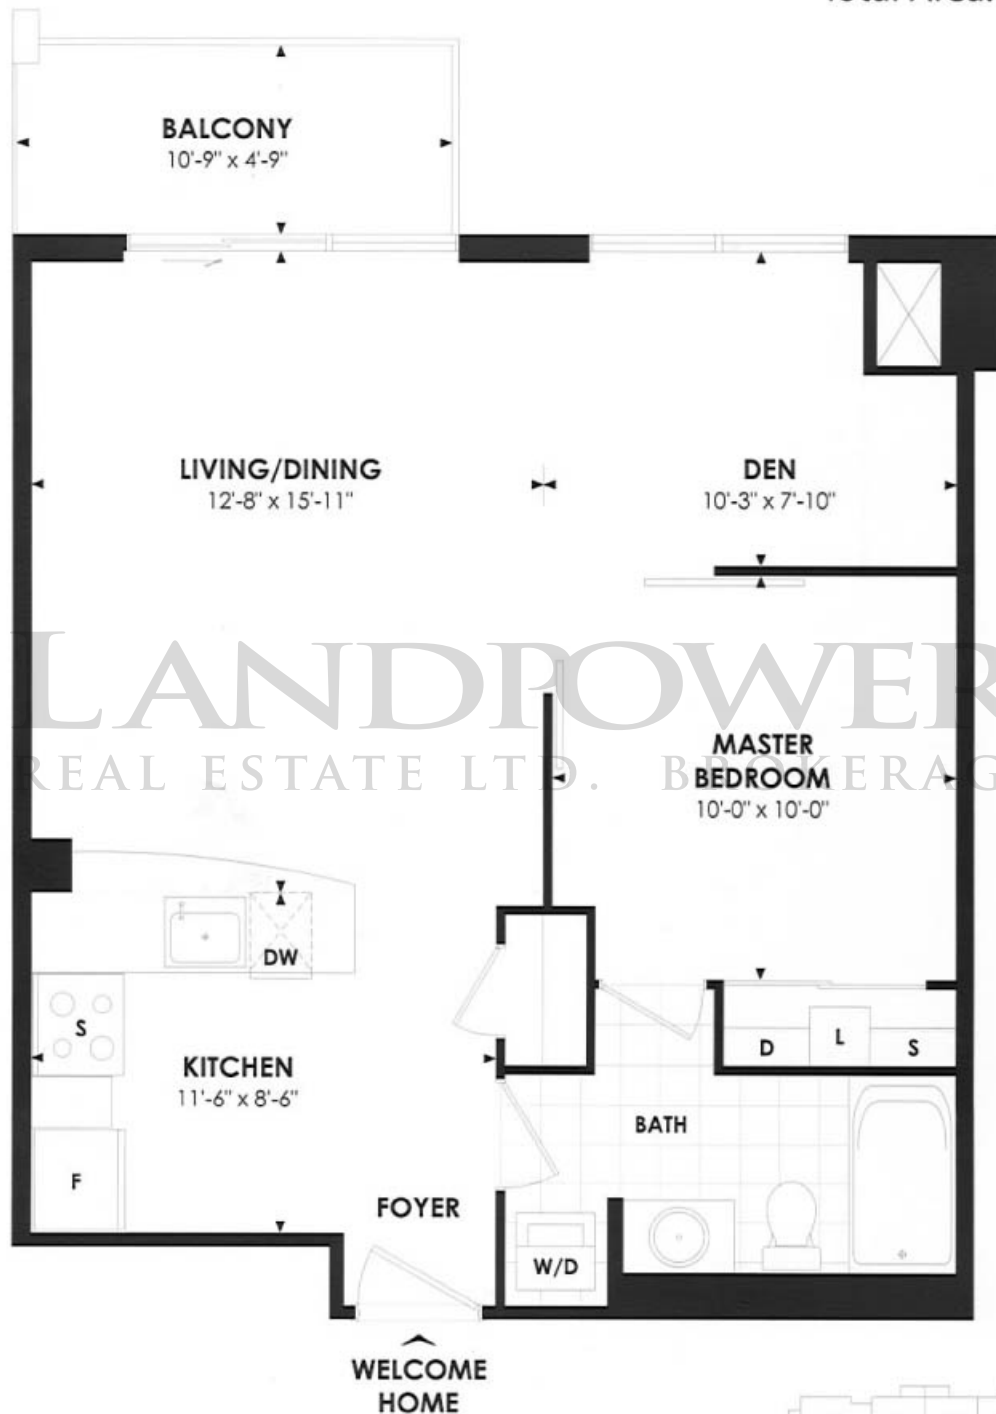 BALCONY
10'-9" x 4'-9"
LIVING/DINING
12'-8" x 15'-11"
DEN
10'-3" x 7'-10"
LANDPOWER
REAL ESTATE LTD. BROKERAG
MASTER
BEDROOM
10'-0" x 10'-0"
DW
S
KITCHEN
11'-6" x 8'-6"
D
L
S
BATH
F
FOYER
W/D
WELCOME
HOME